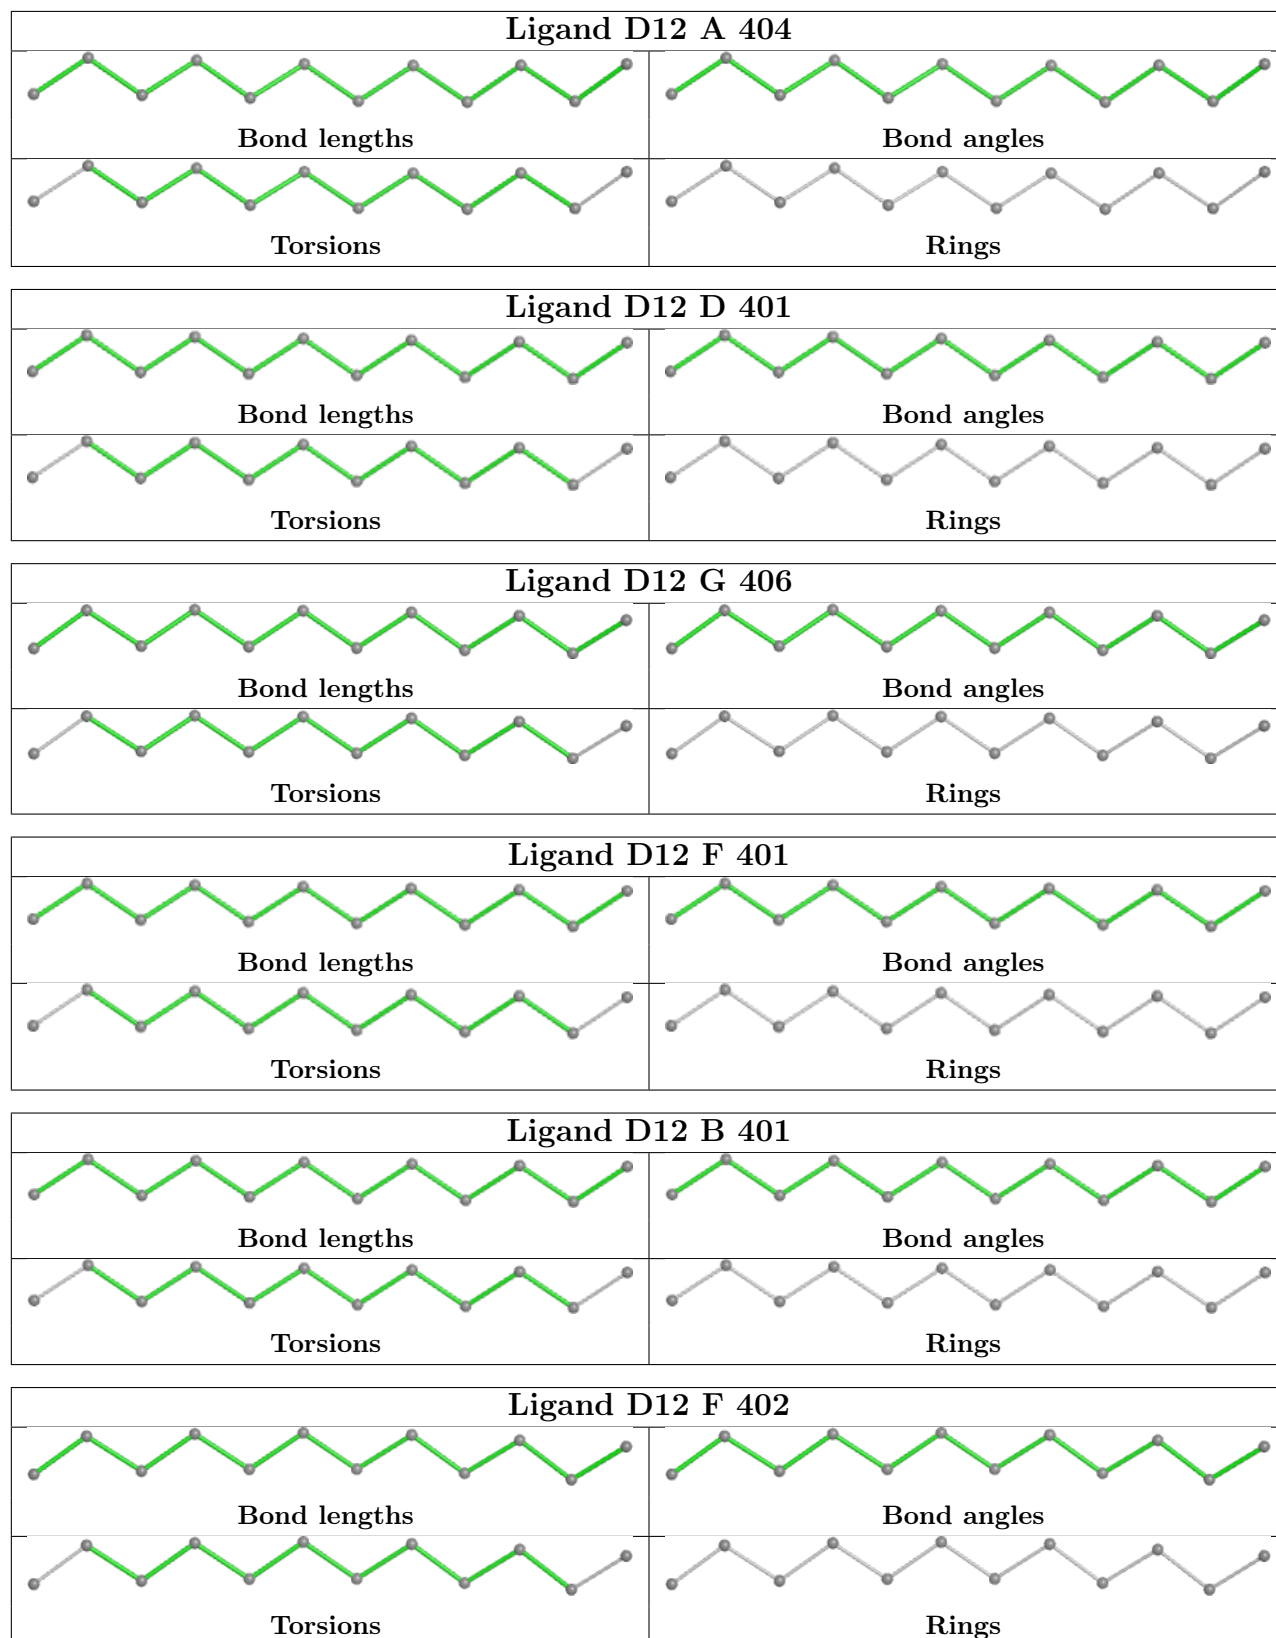 Ligand D12 A 404
Bond lengths
Bond angles
Torsions
Rings
Ligand D12 D 401
Bond lengths
Bond angles
Torsions
Rings
Ligand D12 G 406
Bond lengths
Bond angles
Torsions
Rings
Ligand D12 F 401
Bond lengths
Bond angles
Torsions
Rings
Ligand D12 B 401
Bond lengths
Bond angles
Torsions
Rings
Ligand D12 F 402
Bond lengths
Bond angles
Torsions
Rings